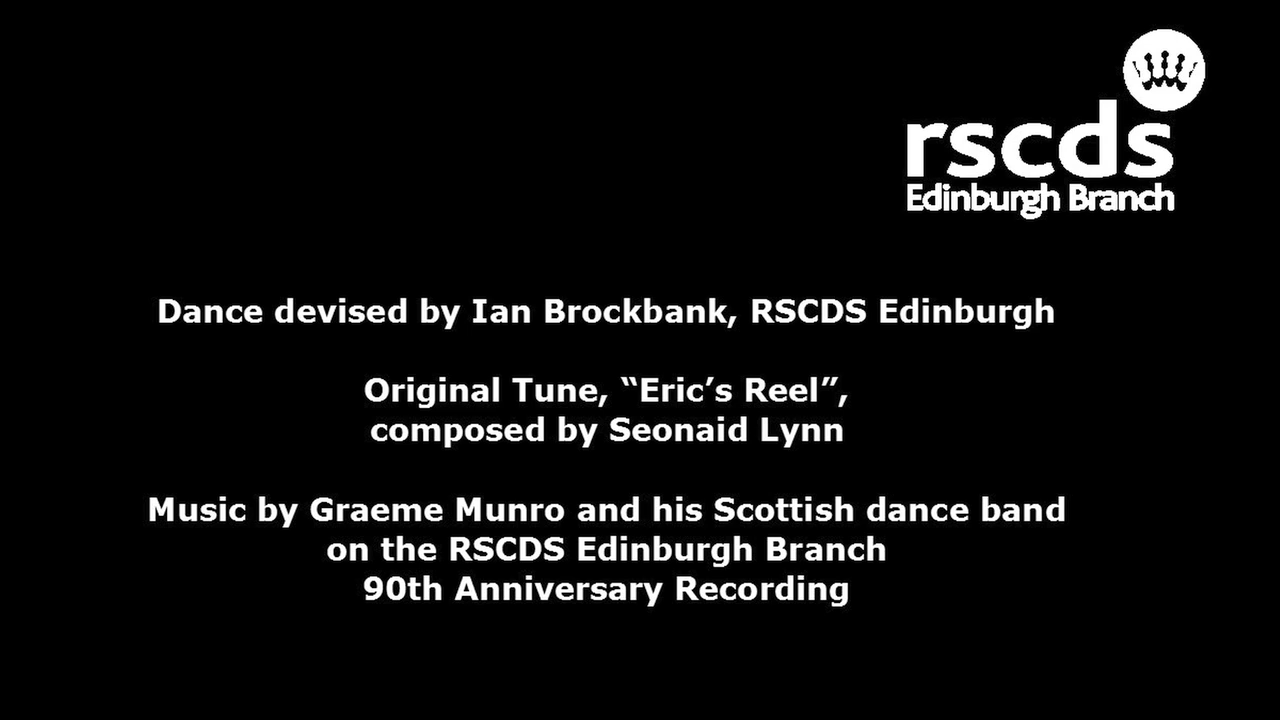 rscds
Edinburgh Branch
Dance devised by Ian Brockbank, RSCDS Edinburgh
Original Tune, “Eric’s Reel”,
composed by Seonaid Lynn
Music by Graeme Munro and his Scottish dance band
on the RSCDS Edinburgh Branch
90th Anniversary Recording